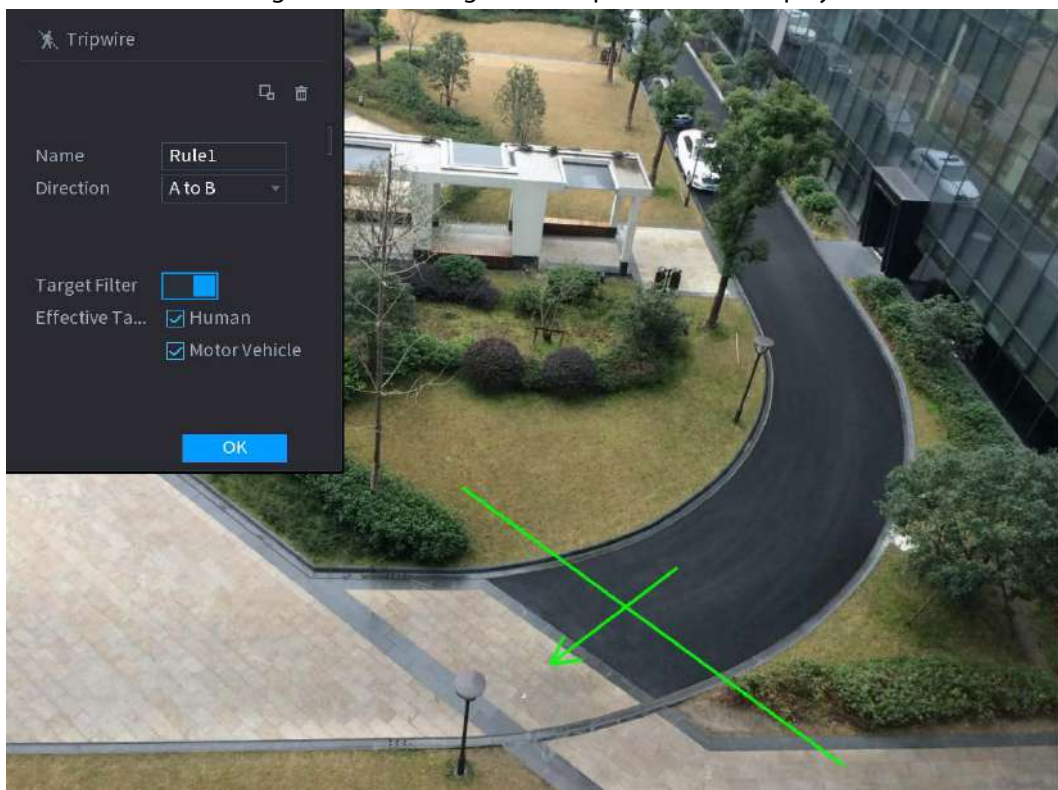 Tripwire
Name Rule1
Direction A to B
Target Filter
Effective Ta... Human
Motor Vehicle
OK